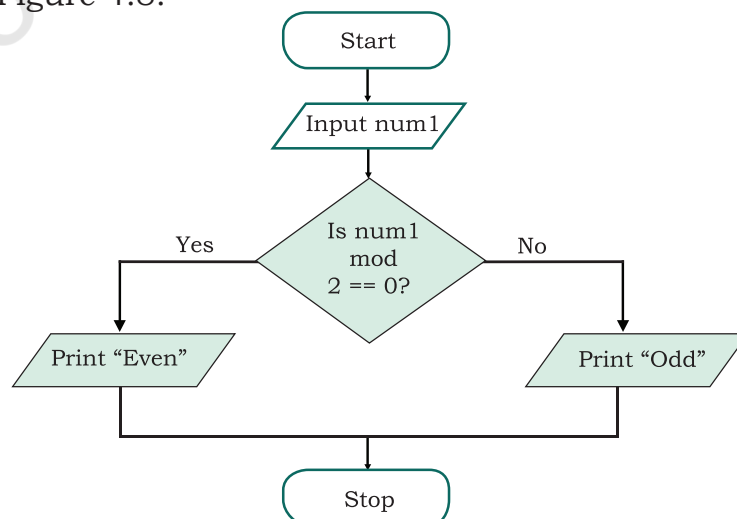 Start
Input num1
Is num1
mod
2 == 0?
Yes
No
Print “Even”
Print “Odd”
Stop